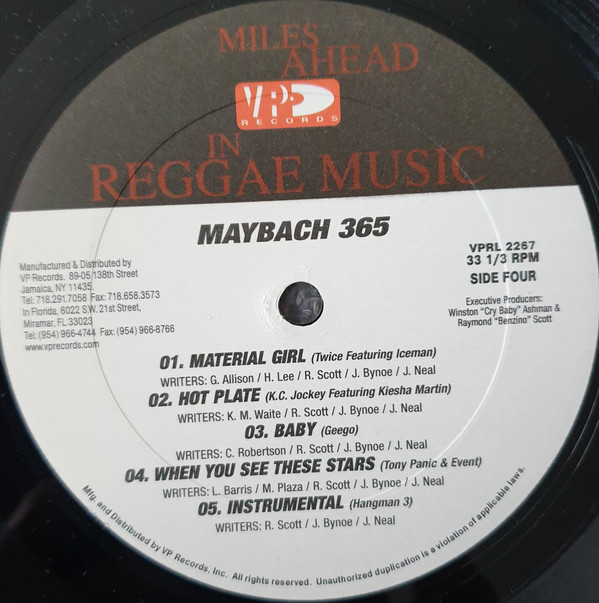 MILES
AHEAD
VP
RECORDS
IN
REGGAE MUSIC
MAYBACH 365
Manufactured & Distributed by
VP Records. 89-05 138th Street
Jamaica, NY 11435.
Tel: 718.291.7058 Fax: 718.658.3573
In Florida, 6022 S.W. 21st Street,
Miramar, FL 33023
Tel: (954) 966-4744 Fax: (954) 966-8766
www.vprecords.com
VPRL 2267
33 1/3 RPM
SIDE FOUR
Executive Producers:
Winston "Cry Baby" Ashman &
Raymond "Benzino" Scott
01. MATERIAL GIRL (Twice Featuring Iceman)
WRITERS: G. Allison / H. Lee / R. Scott / J. Bynoe / J. Neal
02. HOT PLATE (K.C. Jockey Featuring Kiesha Martin)
WRITERS: K. M. Waite / R. Scott / J. Bynoe / J. Neal
03. BABY (Geego)
WRITERS: C. Robertson / R. Scott / J. Bynoe / J. Neal
04. WHEN YOU SEE THESE STARS (Tony Panic & Event)
WRITERS: L. Barris / M. Plaza / R. Scott / J. Bynoe / J. Neal
05. INSTRUMENTAL (Hangman 3)
WRITERS: R. Scott / J. Bynoe / J. Neal
Mfg. and Distributed by VP Records, Inc. All rights reserved. Unauthorized duplication is a violation of applicable laws.